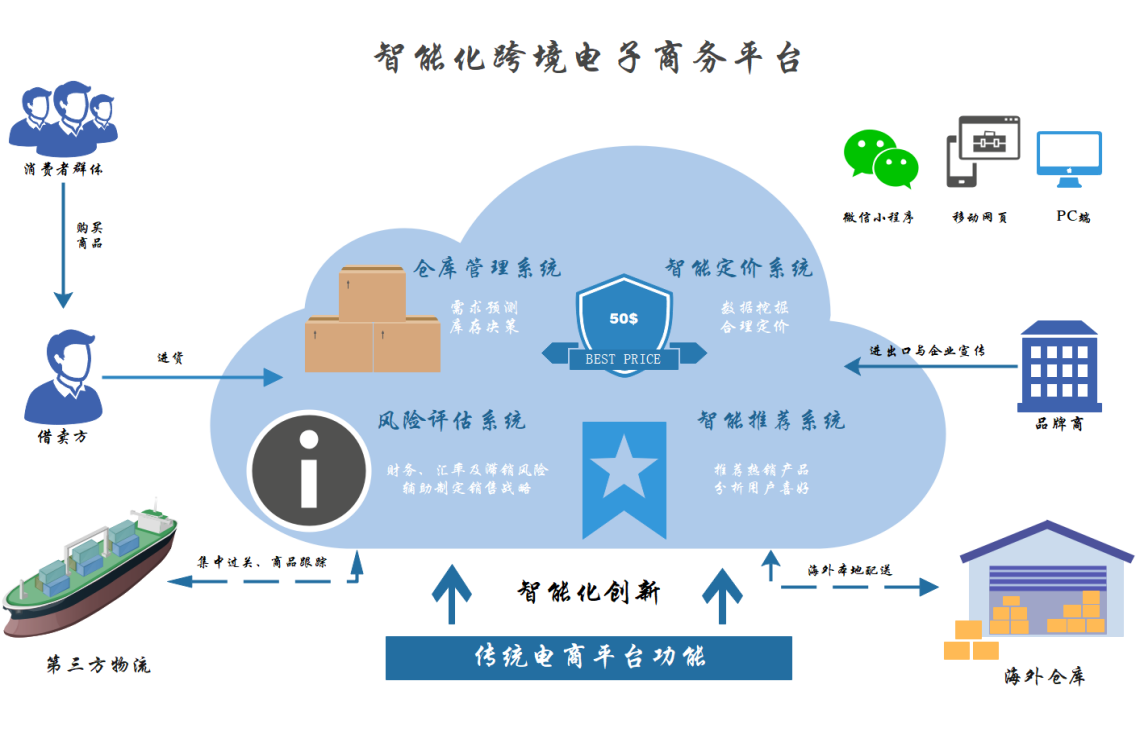 智能化跨境电子商务平台
消费者群体
微信小程序
移动网页
PC端
购买
商品
仓库管理系统
需求预测
库存决策
50$
BEST PRICE
智能定价系统
数据挖掘
合理定价
进货
进出口与企业宣传
借卖方
品牌商
风险评估系统
财务、汇率及滞销风险
辅助制定销售战略
智能推荐系统
推荐热销产品
分析用户喜好
集中过关、商品跟踪
智能化创新
海外本地配送
传统电商平台功能
第三方物流
海外仓库